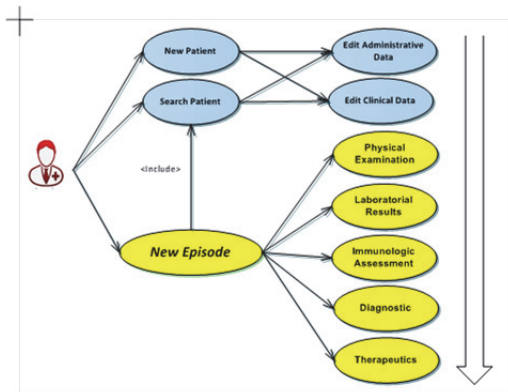 New Patient
Edit Administrative
Data
Search Patient
Edit Clinical Data
Physical
Examination
<Include>
Laboratorial
Results
New Episode
Immunologic
Assessment
Diagnostic
Therapeutics